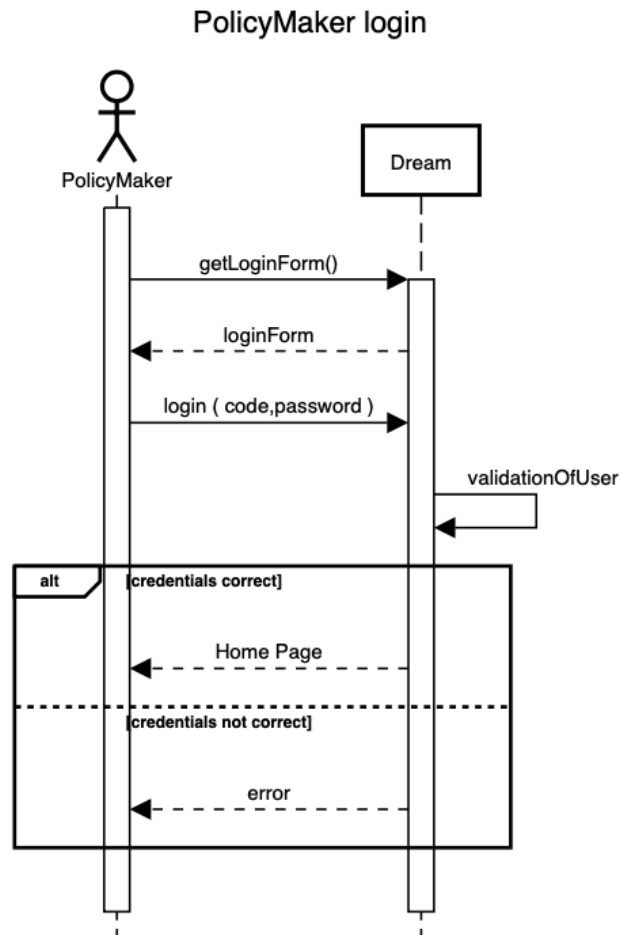 PolicyMaker login
PolicyMaker
Dream
getLoginForm()
loginForm
login ( code,password )
validationOfUser
alt
[credentials correct]
Home Page
[credentials not correct]
error